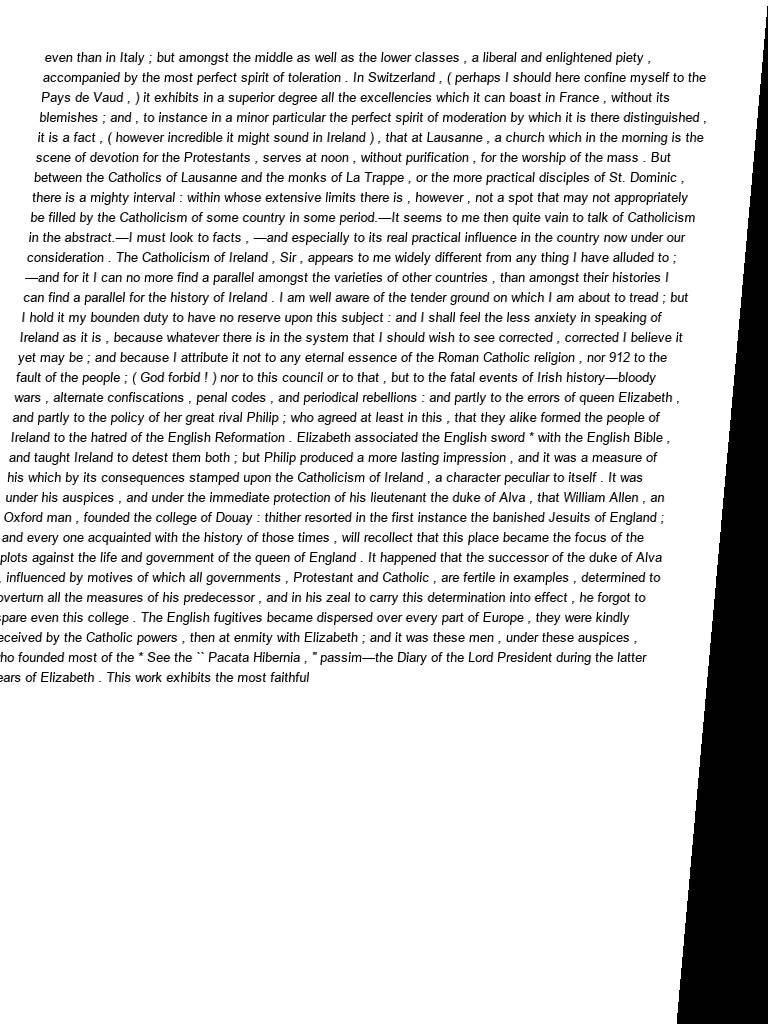 even than in Italy ; but amongst the middle as well as the lower classes , a liberal and enlightened piety ,
accompanied by the most perfect spirit of toleration . In Switzerland , ( perhaps I should here confine myself to the
Pays de Vaud , ) it exhibits in a superior degree all the excellencies which it can boast in France , without its
blemishes ; and , to instance in a minor particular the perfect spirit of moderation by which it is there distinguished ,
it is a fact , ( however incredible it might sound in Ireland ) , that at Lausanne , a church which in the morning is the
scene of devotion for the Protestants , serves at noon , without purification , for the worship of the mass . But
between the Catholics of Lausanne and the monks of La Trappe , or the more practical disciples of St. Dominic ,
there is a mighty interval : within whose extensive limits there is , however , not a spot that may not appropriately
be filled by the Catholicism of some country in some period.—It seems to me then quite vain to talk of Catholicism
in the abstract.—I must look to facts , —and especially to its real practical influence in the country now under our
consideration . The Catholicism of Ireland , Sir , appears to me widely different from any thing I have alluded to ;
—and for it I can no more find a parallel amongst the varieties of other countries , than amongst their histories I
can find a parallel for the history of Ireland . I am well aware of the tender ground on which I am about to tread ; but
I hold it my bounden duty to have no reserve upon this subject : and I shall feel the less anxiety in speaking of
Ireland as it is , because whatever there is in the system that I should wish to see corrected , corrected I believe it
yet may be ; and because I attribute it not to any eternal essence of the Roman Catholic religion , nor 912 to the
fault of the people ; ( God forbid ! ) nor to this council or to that , but to the fatal events of Irish history—bloody
wars , alternate confiscations , penal codes , and periodical rebellions : and partly to the errors of queen Elizabeth ,
and partly to the policy of her great rival Philip ; who agreed at least in this , that they alike formed the people of
Ireland to the hatred of the English Reformation . Elizabeth associated the English sword * with the English Bible ,
and taught Ireland to detest them both ; but Philip produced a more lasting impression , and it was a measure of
his which by its consequences stamped upon the Catholicism of Ireland , a character peculiar to itself . It was
under his auspices , and under the immediate protection of his lieutenant the duke of Alva , that William Allen , an
Oxford man , founded the college of Douay : thither resorted in the first instance the banished Jesuits of England ;
and every one acquainted with the history of those times , will recollect that this place became the focus of the
plots against the life and government of the queen of England . It happened that the successor of the duke of Alva
, influenced by motives of which all governments , Protestant and Catholic , are fertile in examples , determined to
overturn all the measures of his predecessor , and in his zeal to carry this determination into effect , he forgot to
spare even this college . The English fugitives became dispersed over every part of Europe , they were kindly
eceived by the Catholic powers , then at enmity with Elizabeth ; and it was these men , under these auspices ,
ho founded most of the * See the `` Pacata Hibernia , '' passim—the Diary of the Lord President during the latter
ears of Elizabeth . This work exhibits the most faithful